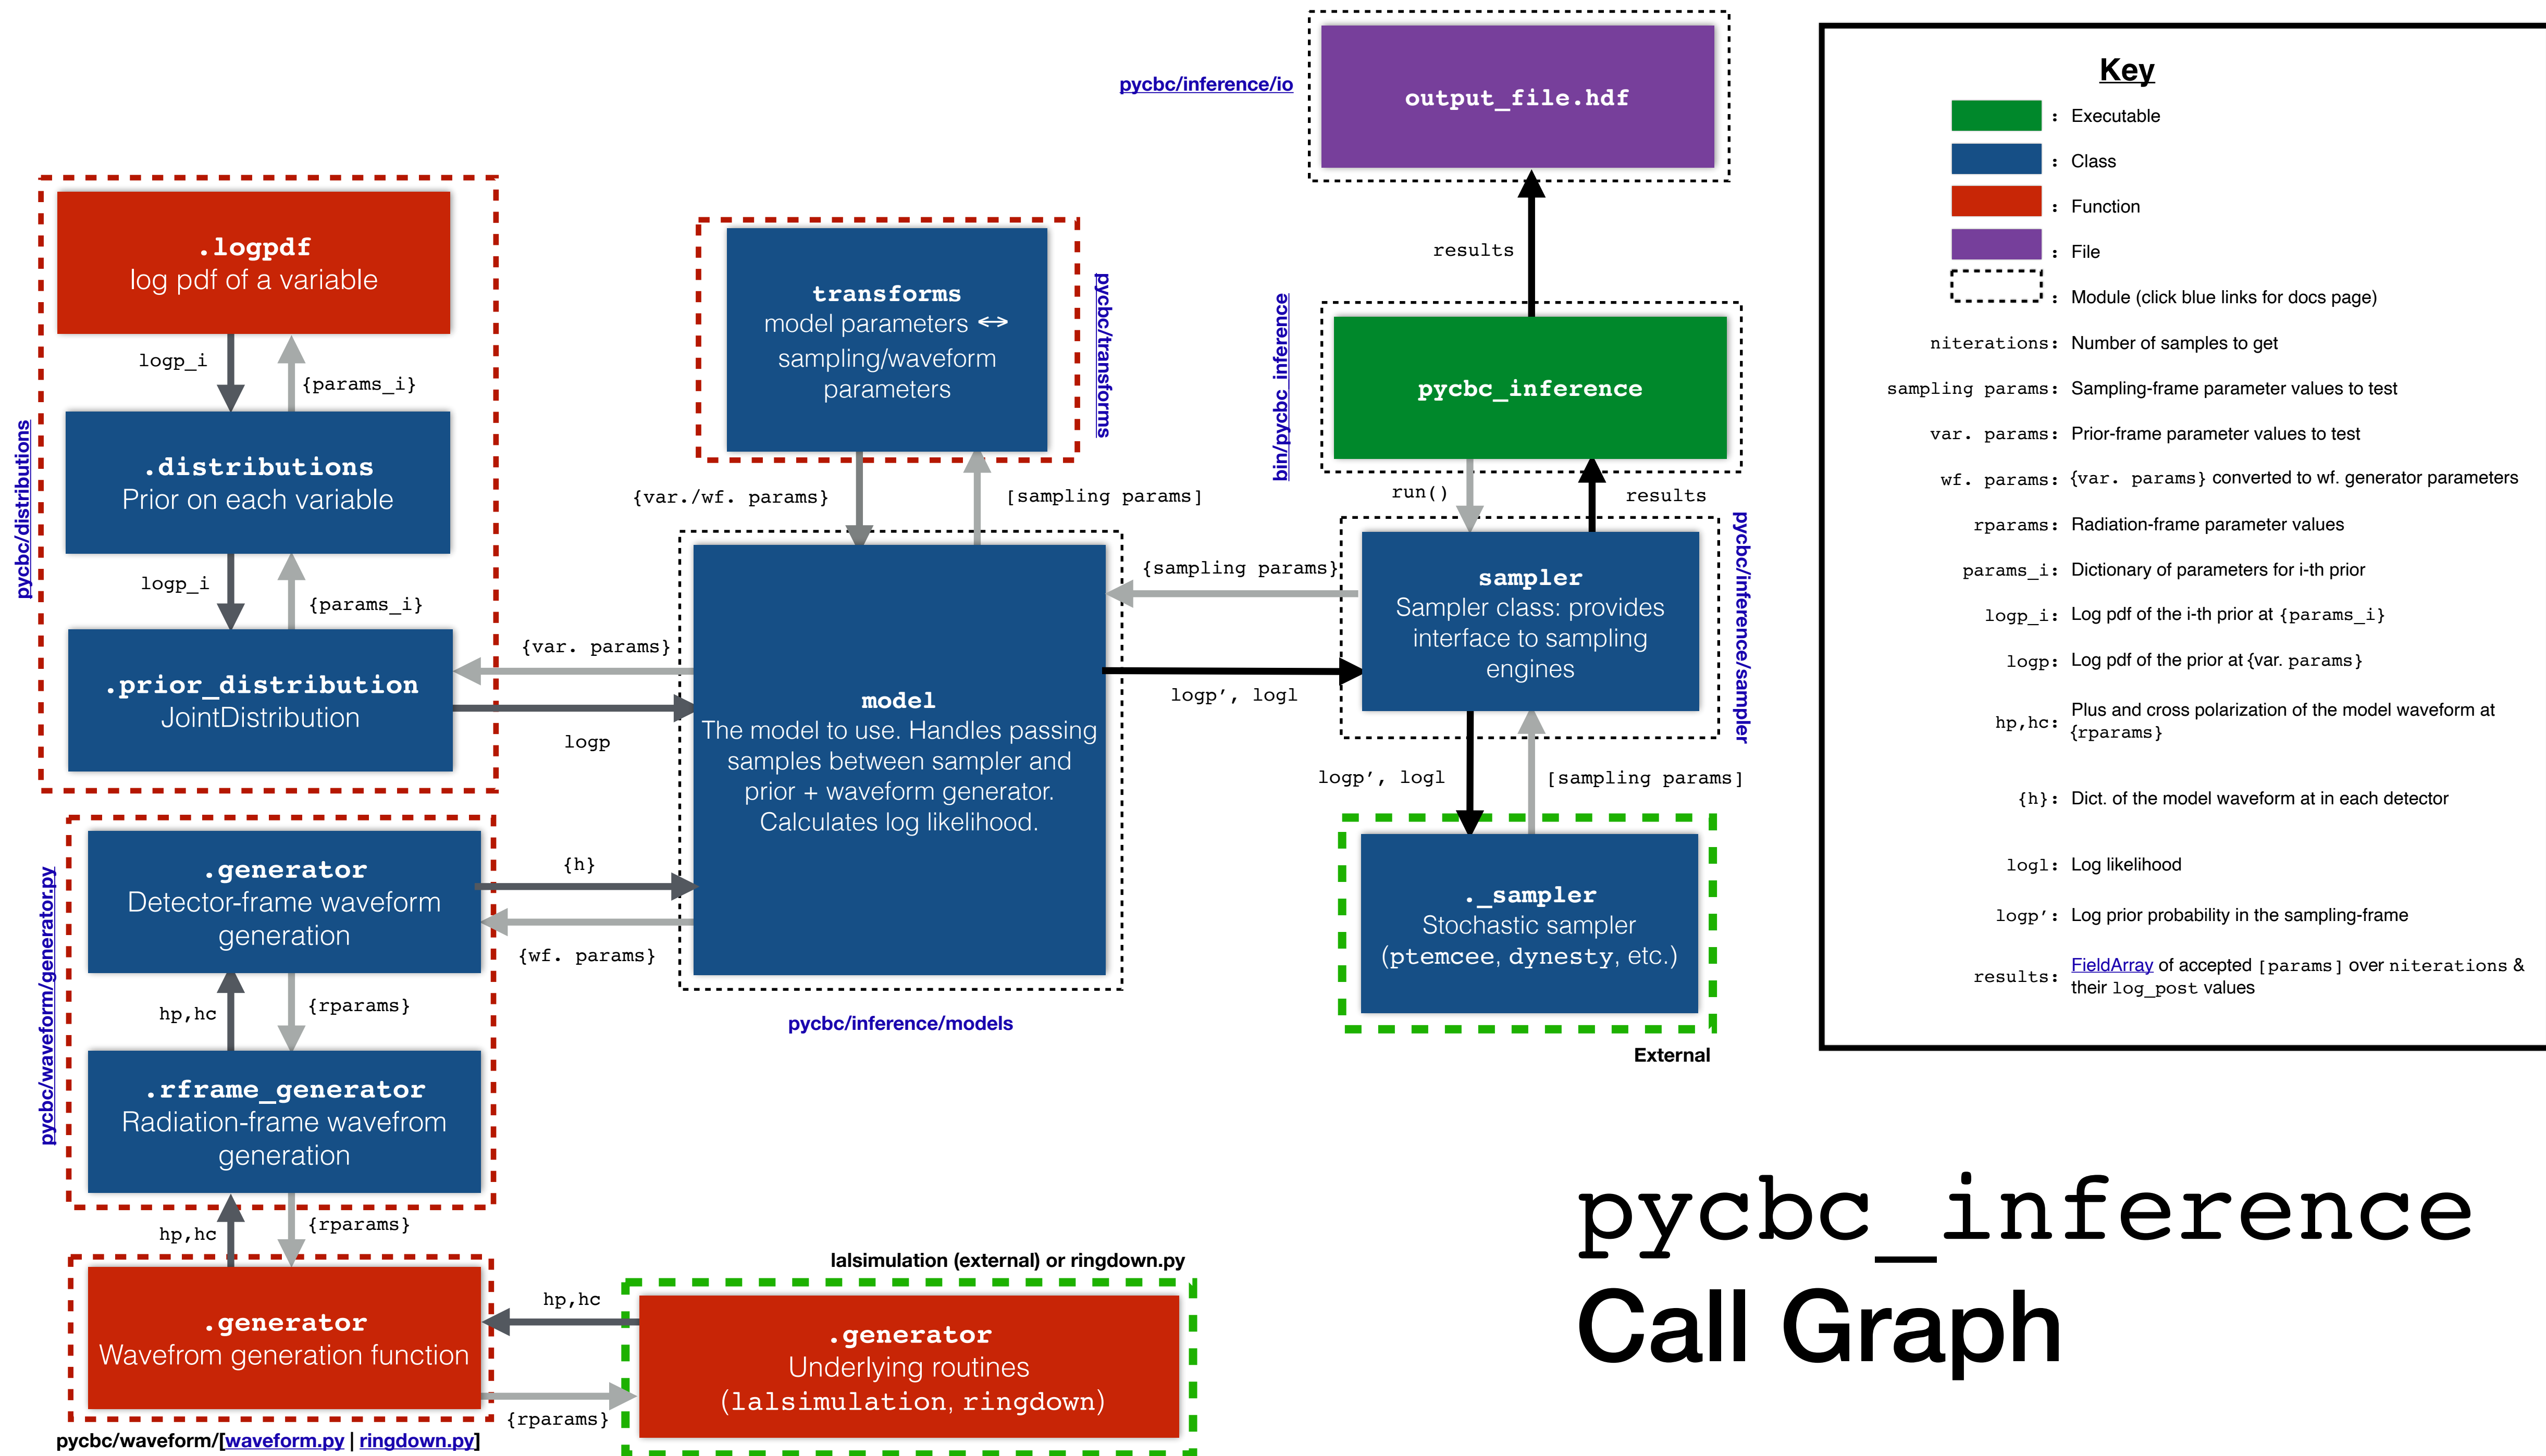 pycbc/inference/io
output_file.hdf
results
bin/pycbc_inference
pycbc_inference
run()
results
pycbc/distributions
.logpdf
log pdf of a variable
logp_i
{params_i}
.distributions
Prior on each variable
logp_i
{params_i}
.prior_distribution
JointDistribution
{var. params}
logp
transforms
model parameters ↔
sampling/waveform
parameters
pycbc/transforms
{var./wf. params}
[sampling params]
model
The model to use. Handles passing
samples between sampler and
prior + waveform generator.
Calculates log likelihood.
pycbc/inference/models
{sampling params}
logp’, logl
sampler
Sampler class: provides
interface to sampling
engines
pycbc/inference/sampler
logp’, logl
[sampling params]
._sampler
Stochastic sampler
(ptemcee, dynesty, etc.)
External
pycbc/waveform/generator.py
.generator
Detector-frame waveform
generation
{h}
{wf. params}
hp,hc
{rparams}
.rframe_generator
Radiation-frame wavefrom
generation
hp,hc
{rparams}
.generator
Wavefrom generation function
pycbc/waveform/[waveform.py | ringdown.py]
hp,hc
{rparams}
lalsimulation (external) or ringdown.py
.generator
Underlying routines
(lalsimulation, ringdown)
Key
: Executable
: Class
: Function
: File
: Module (click blue links for docs page)
niterations: Number of samples to get
sampling params: Sampling-frame parameter values to test
var. params: Prior-frame parameter values to test
wf. params: {var. params} converted to wf. generator parameters
rparams: Radiation-frame parameter values
params_i: Dictionary of parameters for i-th prior
logp_i: Log pdf of the i-th prior at {params_i}
logp: Log pdf of the prior at {var. params}
hp,hc: Plus and cross polarization of the model waveform at
{rparams}
{h}: Dict. of the model waveform at in each detector
logl: Log likelihood
logp’: Log prior probability in the sampling-frame
results: FieldArray of accepted [params] over niterations &
their log_post values
pycbc_inference
Call Graph